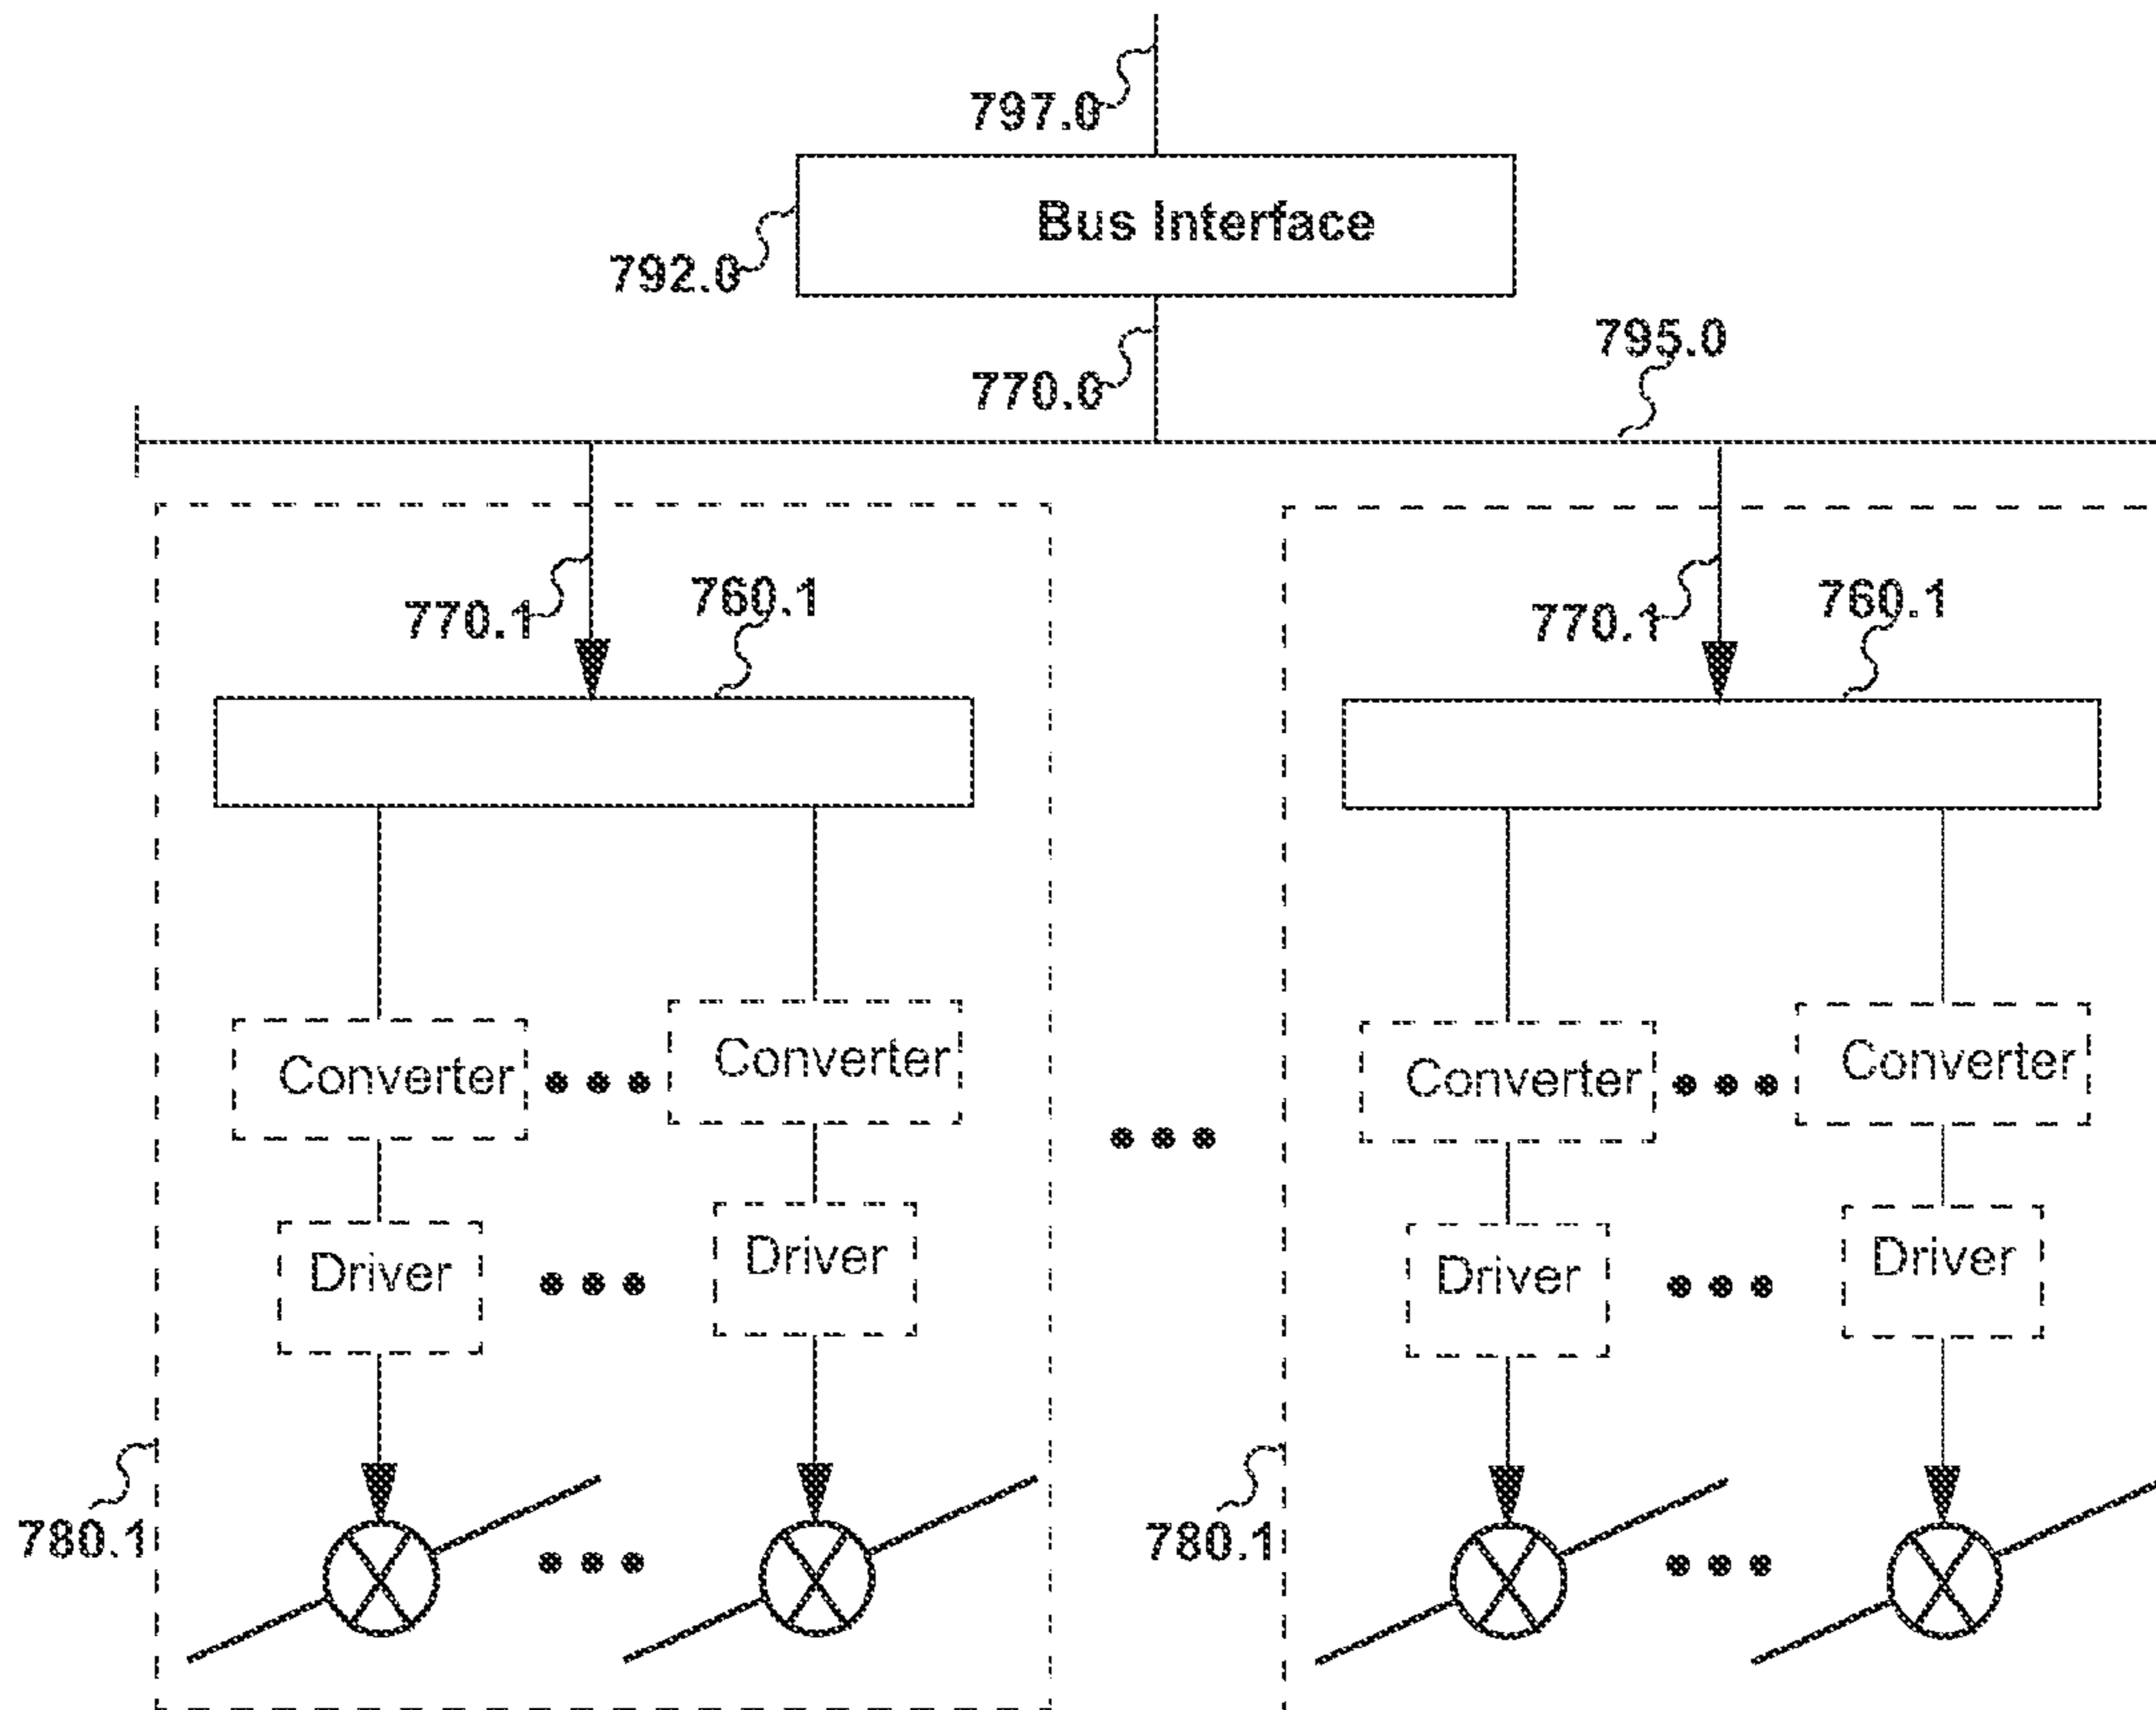 797.0
Bus Interface
792.0
795.0
770.0
770.1
760.1
770.1
760.1
Converter
Converter
Converter
Converter
Driver
Driver
Driver
Driver
780.1
780.1